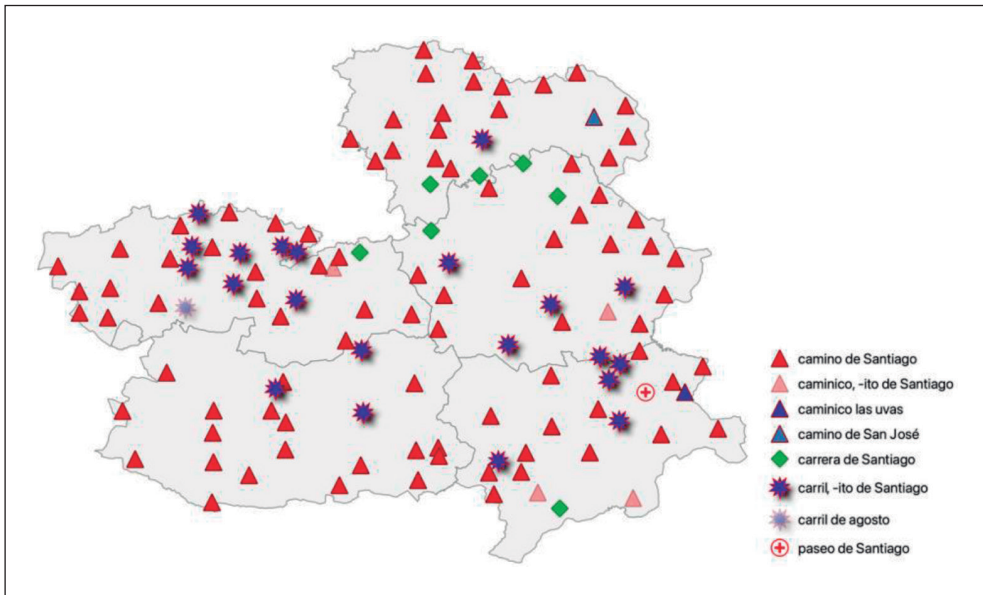 camino de Santiago
caminico, -ito de Santiago
caminico las uvas
camino de San José
carrera de Santiago
carril, -ito de Santiago
carril de agosto
paseo de Santiago